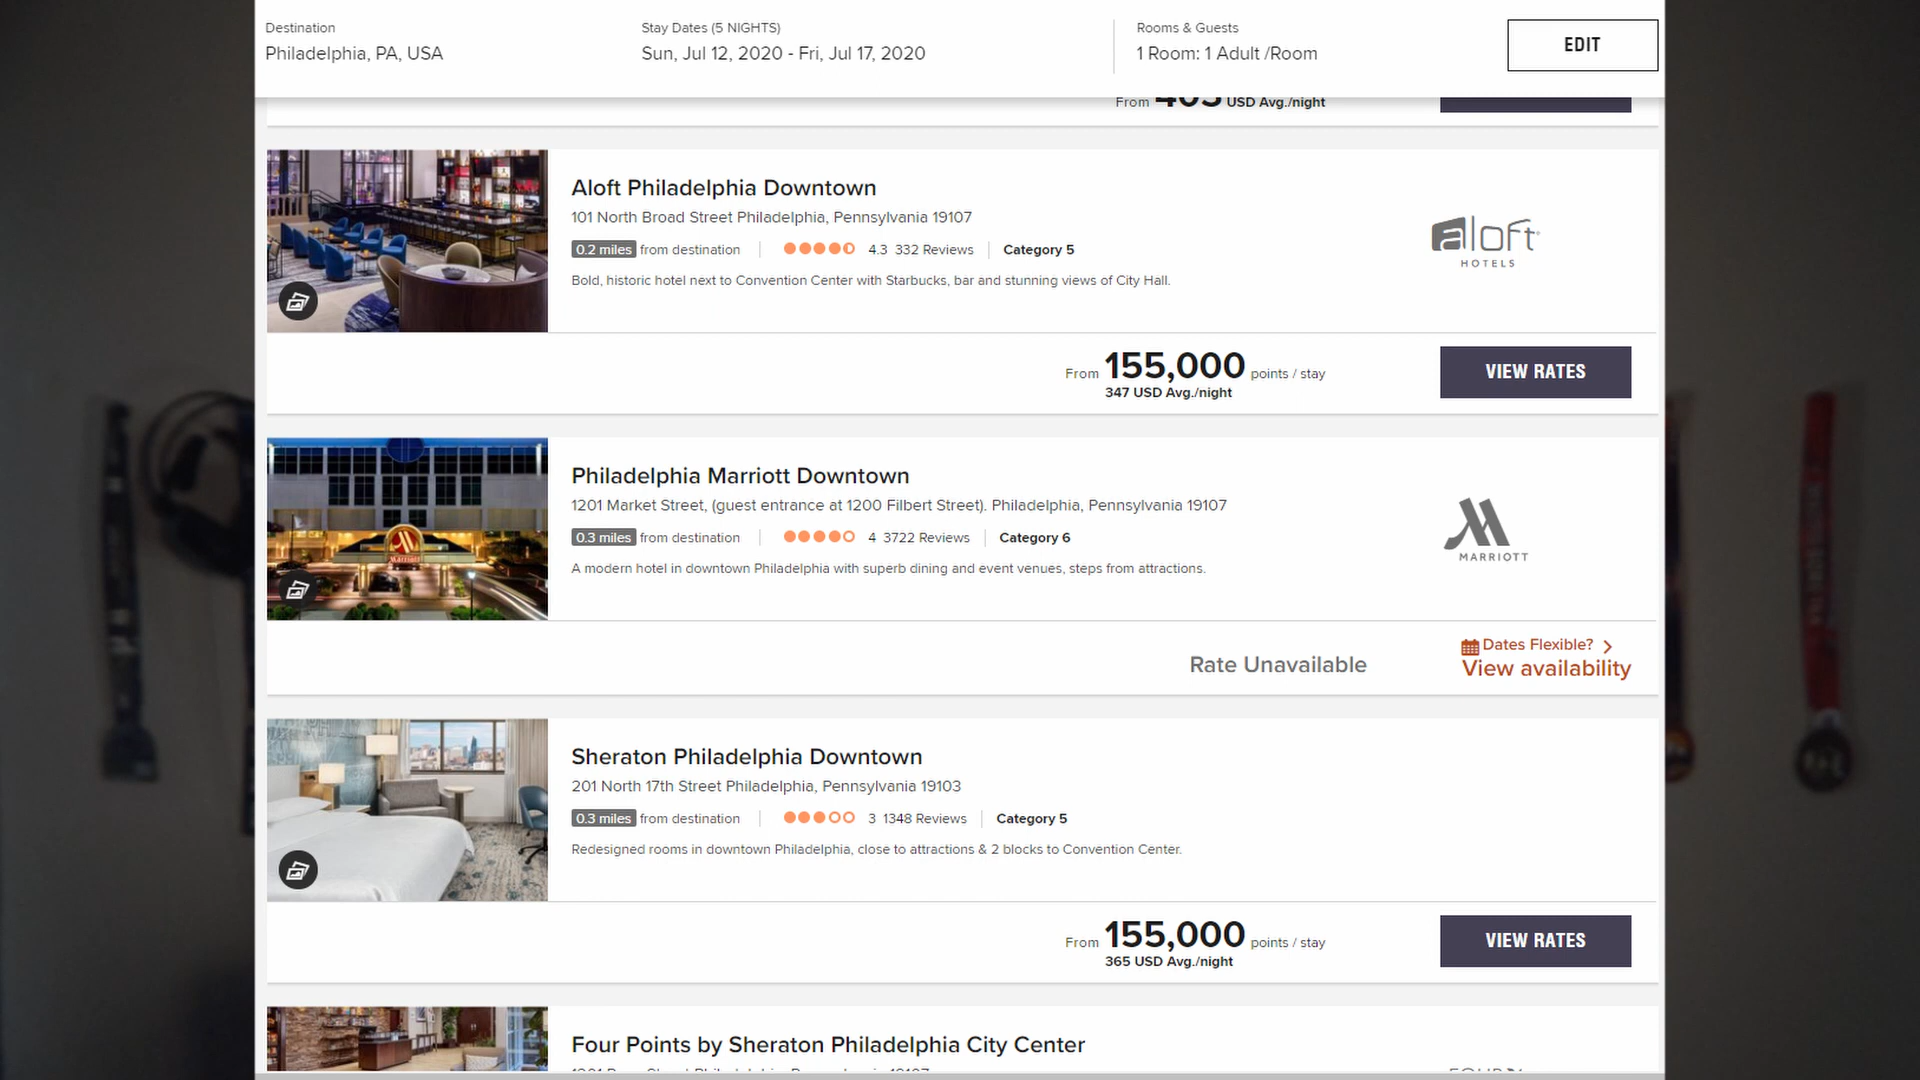 Destination
Philadelphia, PA, USA
Stay Dates (5 NIGHTS)
Sun, Jul 12, 2020 - Fri, Jul 17, 2020
Rooms & Guests
1 Room: 1 Adult /Room
EDIT
From 403 USD Avg./night
Aloft Philadelphia Downtown
101 North Broad Street Philadelphia, Pennsylvania 19107
0.2 miles from destination 4.3 332 Reviews Category 5
Bold, historic hotel next to Convention Center with Starbucks, bar and stunning views of City Hall.
aloft
HOTELS
From 155,000 points / stay
347 USD Avg./night
VIEW RATES
Philadelphia Marriott Downtown
1201 Market Street, (guest entrance at 1200 Filbert Street). Philadelphia, Pennsylvania 19107
0.3 miles from destination 4 3722 Reviews Category 6
A modern hotel in downtown Philadelphia with superb dining and event venues, steps from attractions.
MARRIOTT
Rate Unavailable
Dates Flexible?
View availability
Sheraton Philadelphia Downtown
201 North 17th Street Philadelphia, Pennsylvania 19103
0.3 miles from destination 3 1348 Reviews Category 5
Redesigned rooms in downtown Philadelphia, close to attractions & 2 blocks to Convention Center.
From 155,000 points / stay
365 USD Avg./night
VIEW RATES
Four Points by Sheraton Philadelphia City Center